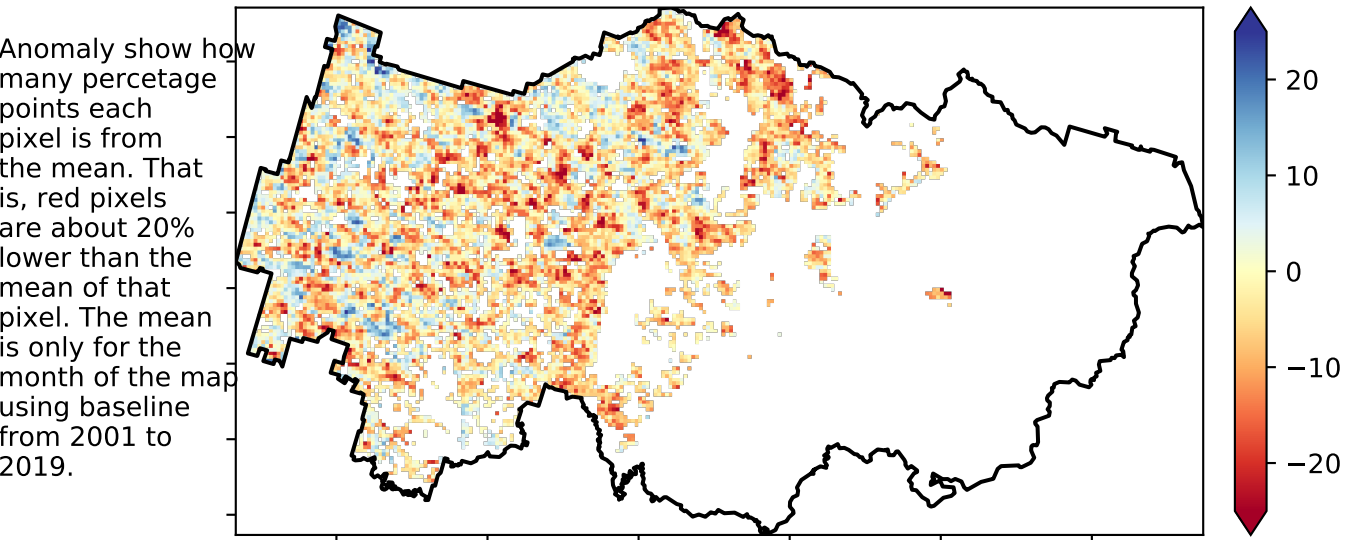 Anomaly show how
many percetage
points each
pixel is from
the mean. That
is, red pixels
are about 20%
lower than the
mean of that
pixel. The mean
is only for the
month of the map
using baseline
from 2001 to
2019.
20
10
0
−10
−20